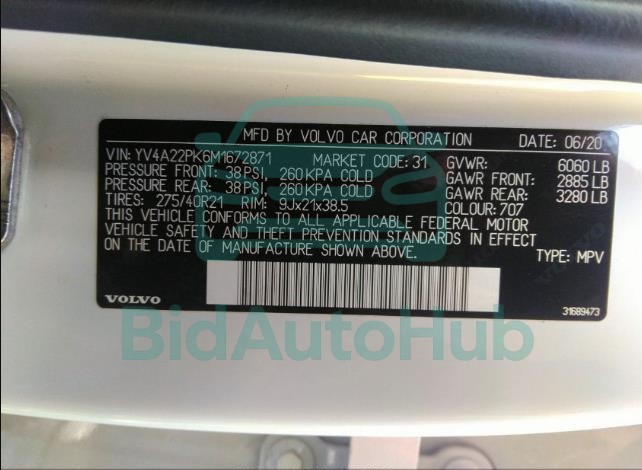 MFD BY VOLVO CAR CORPORATION DATE: 06/20
VIN: YV4A22PK6M1672871 MARKET CODE: 31 GVWR: 6060 LB
PRESSURE FRONT: 38 PSI, 260 KPA COLD GAWR FRONT: 2885 LB
PRESSURE REAR: 38 PSI, 260 KPA COLD GAWR REAR: 3280 LB
TIRES: 275/40R21 RIM: 9Jx21x38.5 COLOUR: 707
THIS VEHICLE CONFORMS TO ALL APPLICABLE FEDERAL MOTOR
VEHICLE SAFETY AND THEFT PREVENTION STANDARDS IN EFFECT
ON THE DATE OF MANUFACTURE SHOWN ABOVE. TYPE: MPV
VOLVO 31689473
BidAutoHub